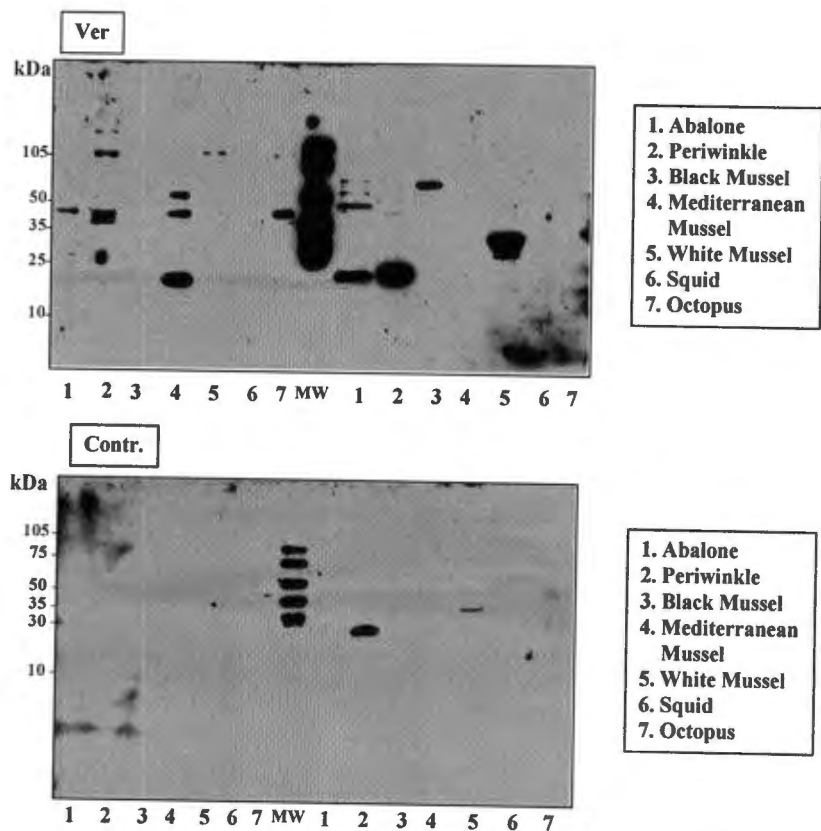 Ver
kDa
105
50
35
25
10
1 2 3 4 5 6 7 MW 1 2 3 4 5 6 7
1. Abalone
2. Periwinkle
3. Black Mussel
4. Mediterranean
Mussel
5. White Mussel
6. Squid
7. Octopus
Contr.
kDa
105
75
50
35
30
10
1 2 3 4 5 6 7 MW 1 2 3 4 5 6 7
1. Abalone
2. Periwinkle
3. Black Mussel
4. Mediterranean
Mussel
5. White Mussel
6. Squid
7. Octopus